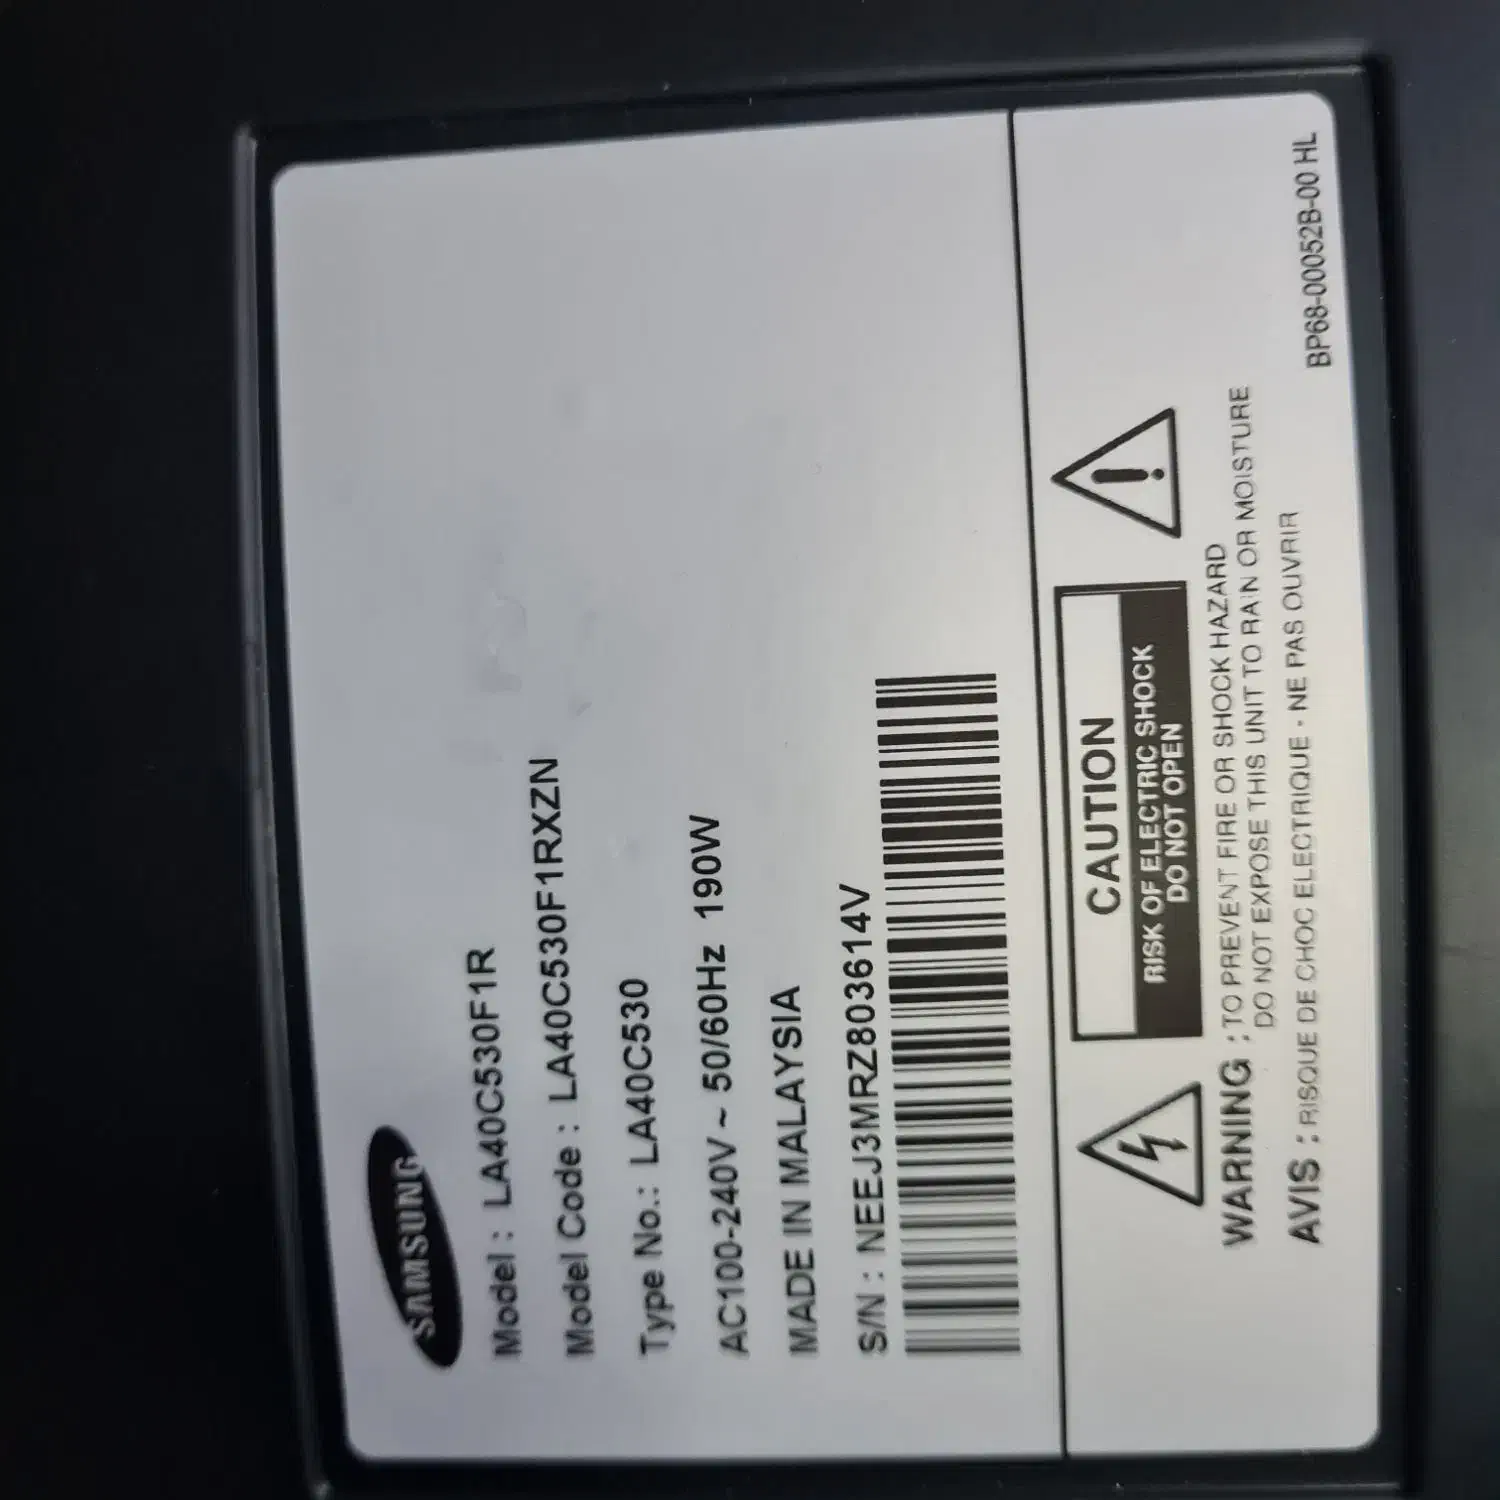 SAMSUNG
Model : LA40C530F1R
Model Code : LA40C530F1RXZN
Type No.: LA40C530
AC100-240V ~ 50/60Hz 190W
MADE IN MALAYSIA
S/N : NEEJ3MRZ803614V
CAUTION
RISK OF ELECTRIC SHOCK
DO NOT OPEN
WARNING : TO PREVENT FIRE OR SHOCK HAZARD
DO NOT EXPOSE THIS UNIT TO RAIN OR MOISTURE
AVIS : RISQUE DE CHOC ELECTRIQUE - NE PAS OUVRIR
BP68-00052B-00 HL